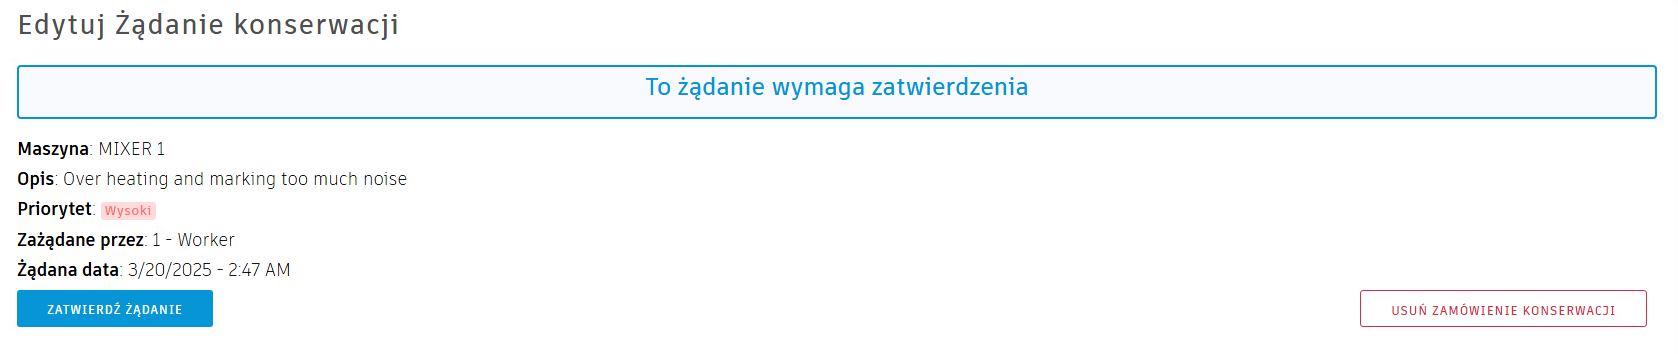 Edytuj Żądanie konserwacji
To żądanie wymaga zatwierdzenia
Maszyna: MIXER 1
Opis: Over heating and marking too much noise
Priorytet: Wysoki
Zażądane przez: 1 - Worker
Żądana data: 3/20/2025 - 2:47 AM
ZATWIERDŹ ŻĄDANIE
USUŃ ZAMÓWIENIE KONSERWACJI